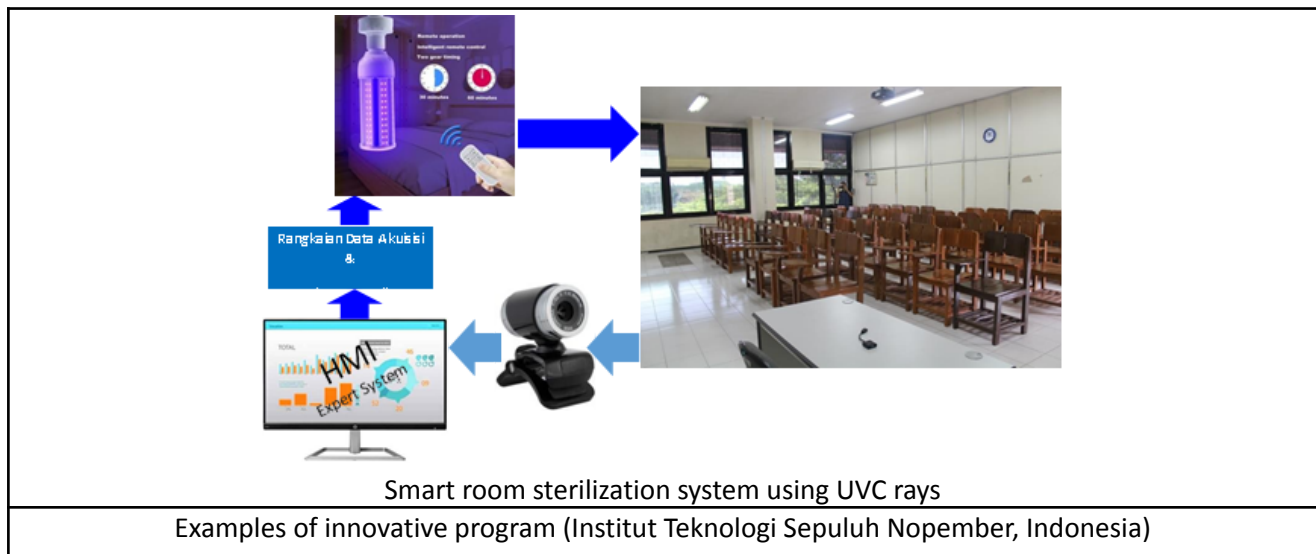 Remote operation
Intelligent remote control
Two gear timing
30 minutes
60 minutes
Rangkaian Data Akuisisi
&
TOTAL
HMI
Expert System
Smart room sterilization system using UVC rays
Examples of innovative program (Institut Teknologi Sepuluh Nopember, Indonesia)